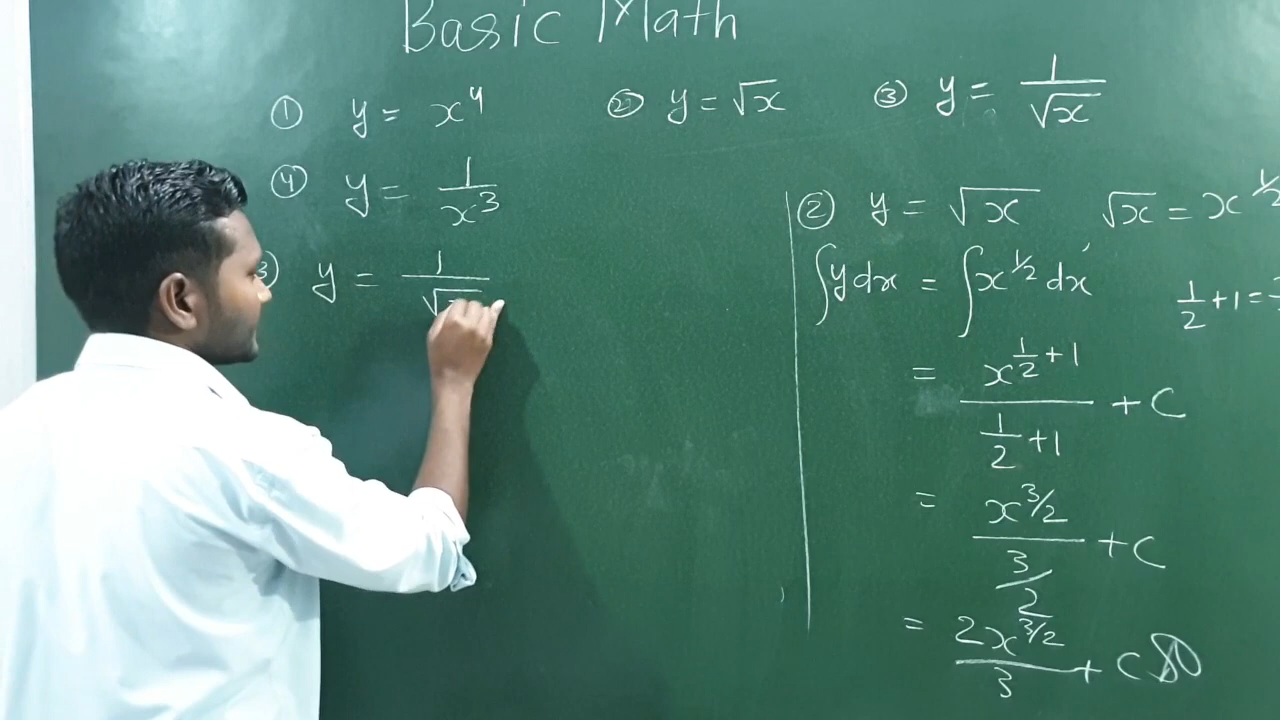 Basic Math
① y = x⁴ ② y = √x ③ y = 1/√x
④ y = 1/x³
3) y = 1/√
② y = √x √x = x^1/2
∫y dx = ∫x^1/2 dx
1/2 + 1 =
= x^(1/2 + 1) / (1/2 + 1) + C
= x^3/2 / (3/2) + C
= 2x^3/2 / 3 + C